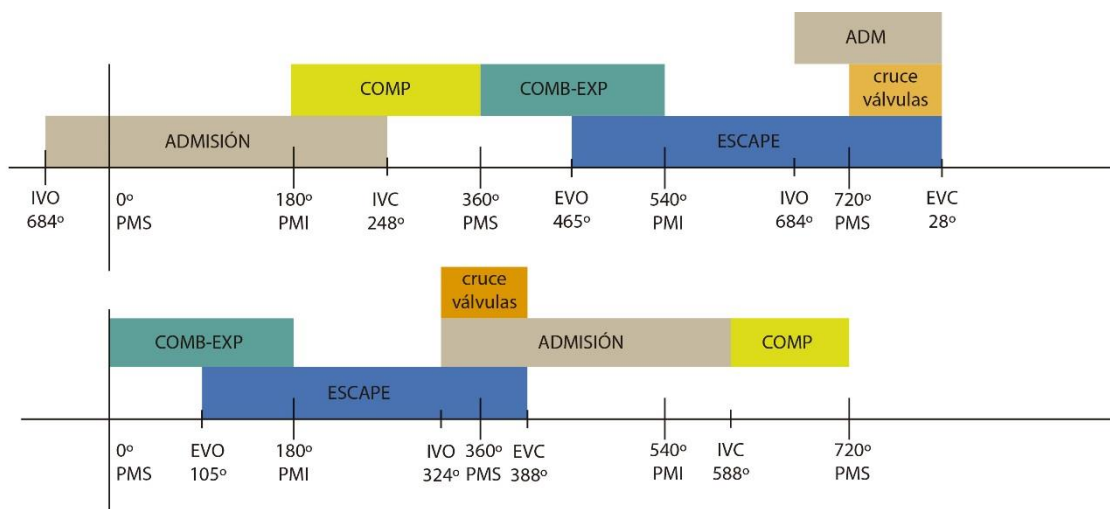 ADM
COMP
COMB-EXP
cruce
válvulas
ADMISIÓN
ESCAPE
IVO
684º
0º
PMS
180º
PMI
IVC
248º
360º
PMS
EVO
465º
540º
PMI
IVO
684º
720º
PMS
EVC
28º
cruce
válvulas
COMB-EXP
ADMISIÓN
COMP
ESCAPE
0º
PMS
EVO
105º
180º
PMI
IVO
324º
360º
PMS
EVC
388º
540º
PMI
IVC
588º
720º
PMS